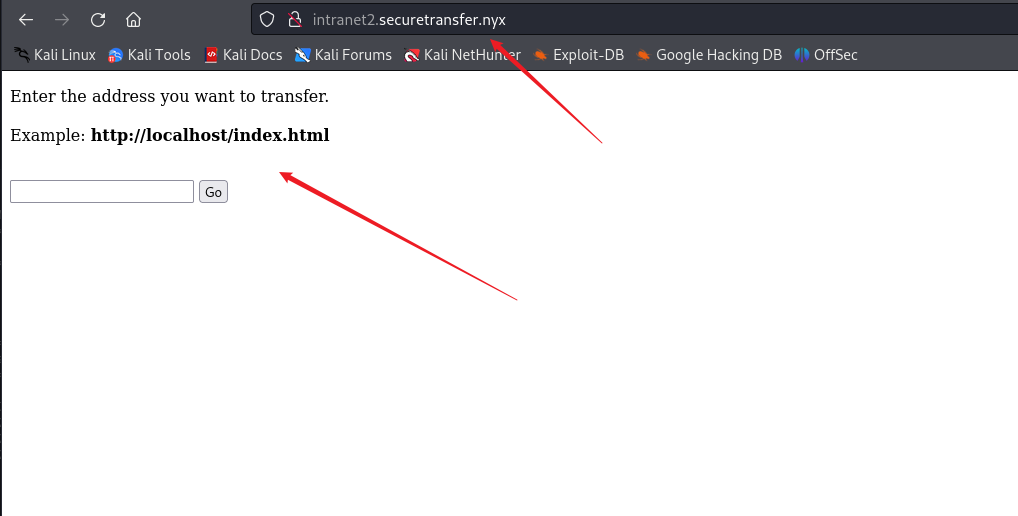 intranet2.securetransfer.nyx
Kali Linux Kali Tools Kali Docs Kali Forums Kali NetHunter Exploit-DB Google Hacking DB OffSec
Enter the address you want to transfer.
Example: http://localhost/index.html
Go